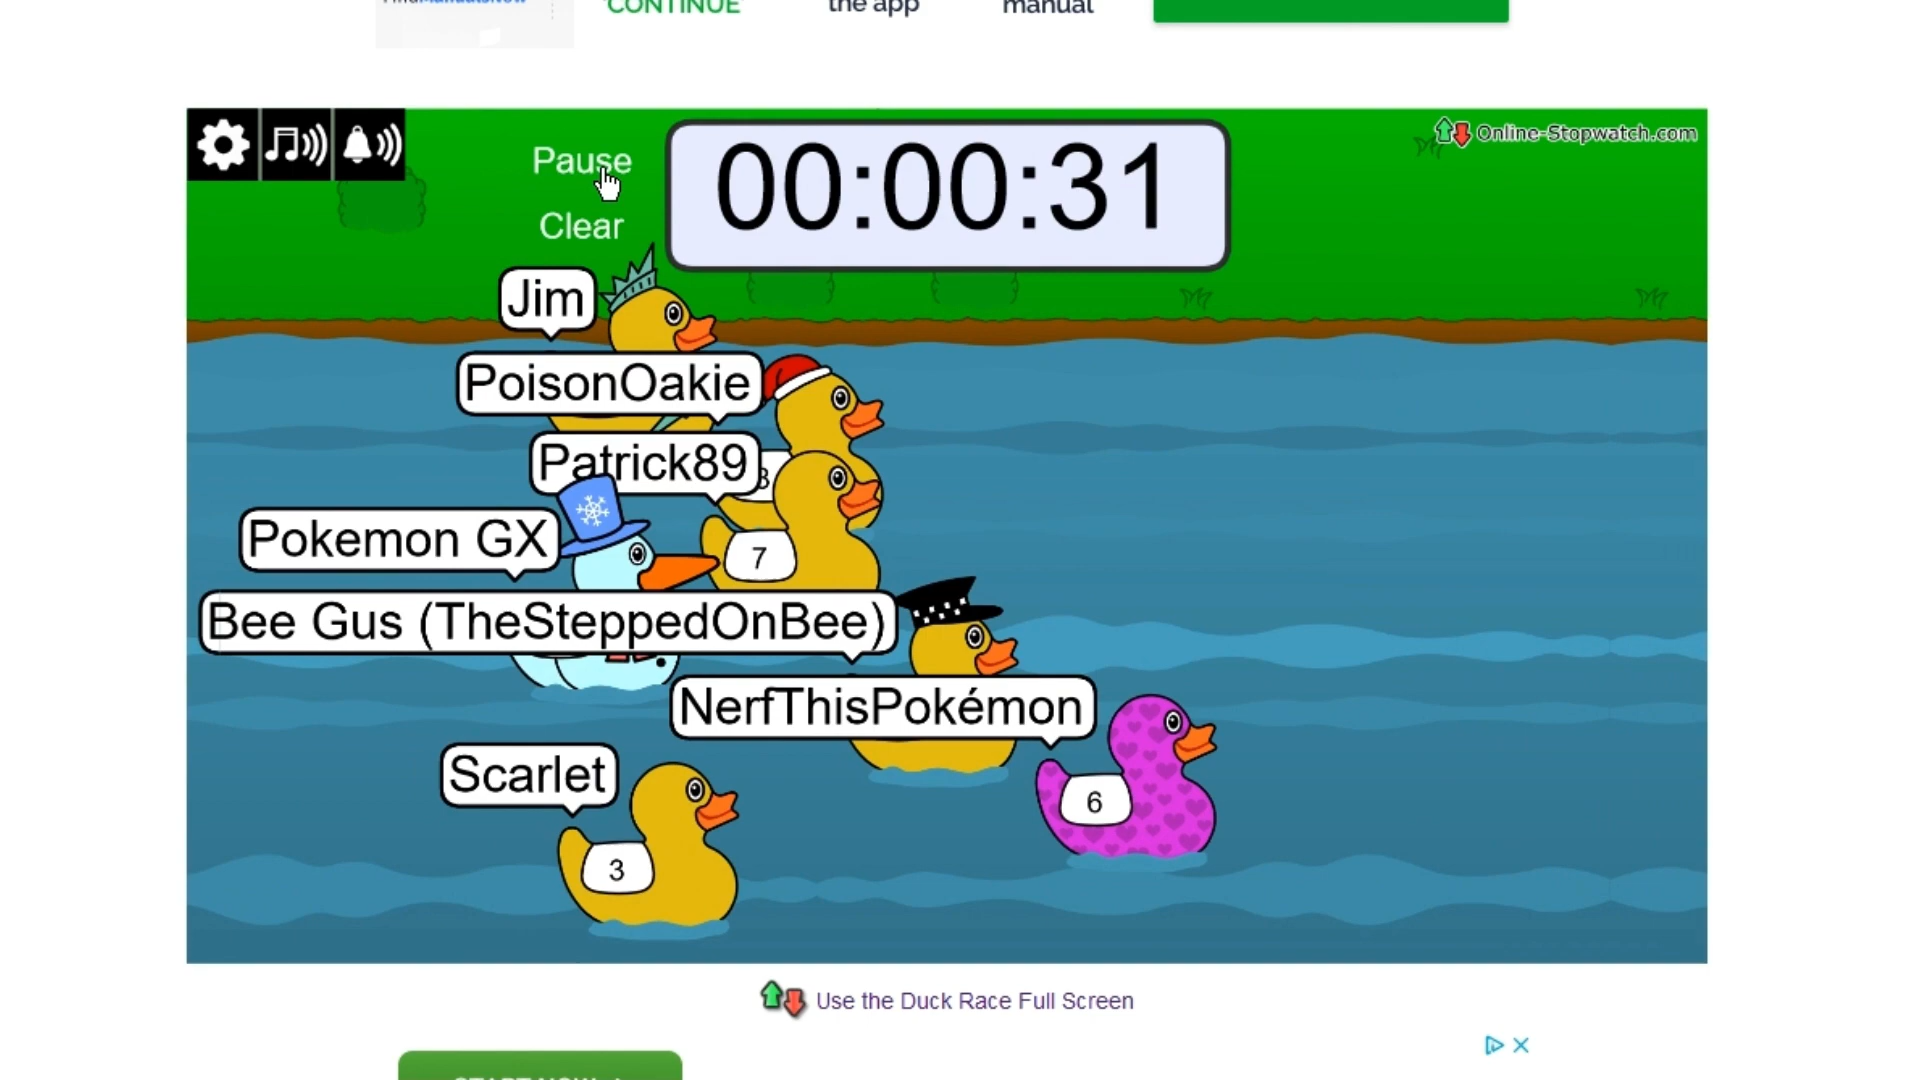 CONTINUE
the app
manual
Pause
Clear
00:00:31
Online-Stopwatch.com
Jim
PoisonOakie
Patrick89
Pokemon GX
7
Bee Gus (TheSteppedOnBee)
NerfThisPokémon
6
Scarlet
3
Use the Duck Race Full Screen